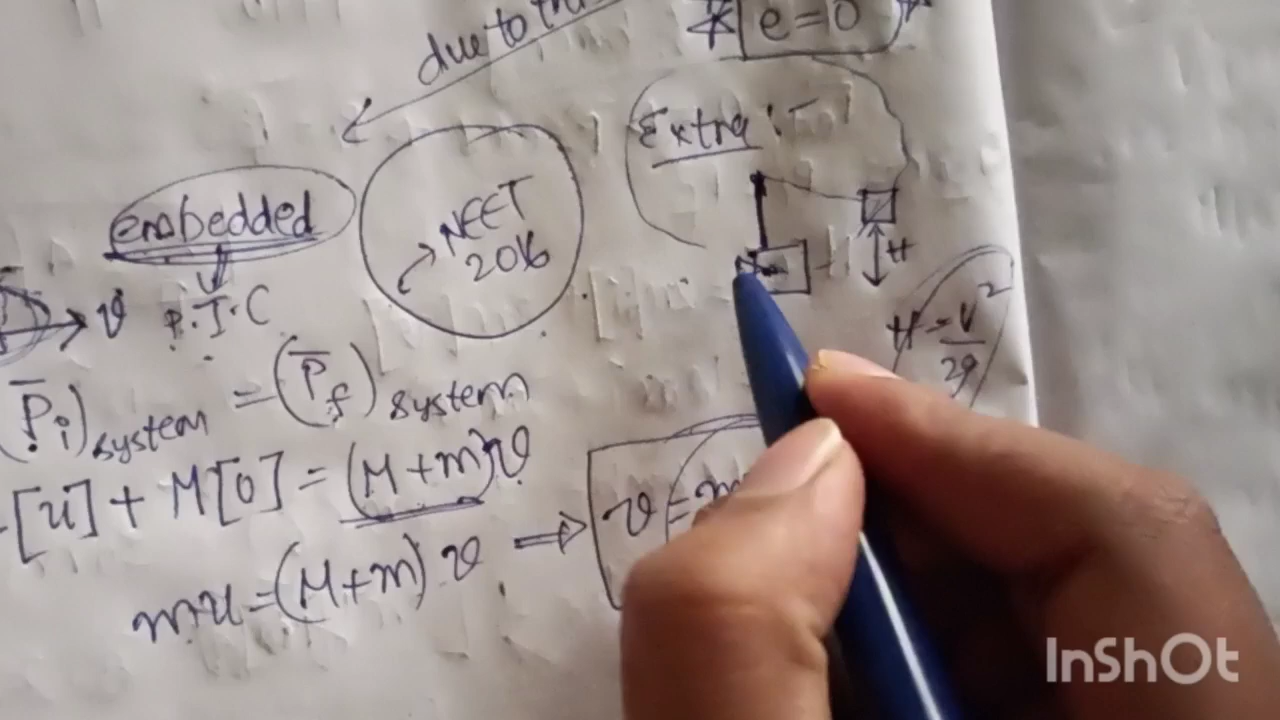 due to
e=0
Extra:-
embedded
NEET
2016
H
v
P.I.C
H = v²/2g
(P̅i)system = (P̅f)system
[u] + M[0] = (M+m)v
v = m
mu = (M+m)v
InShOt